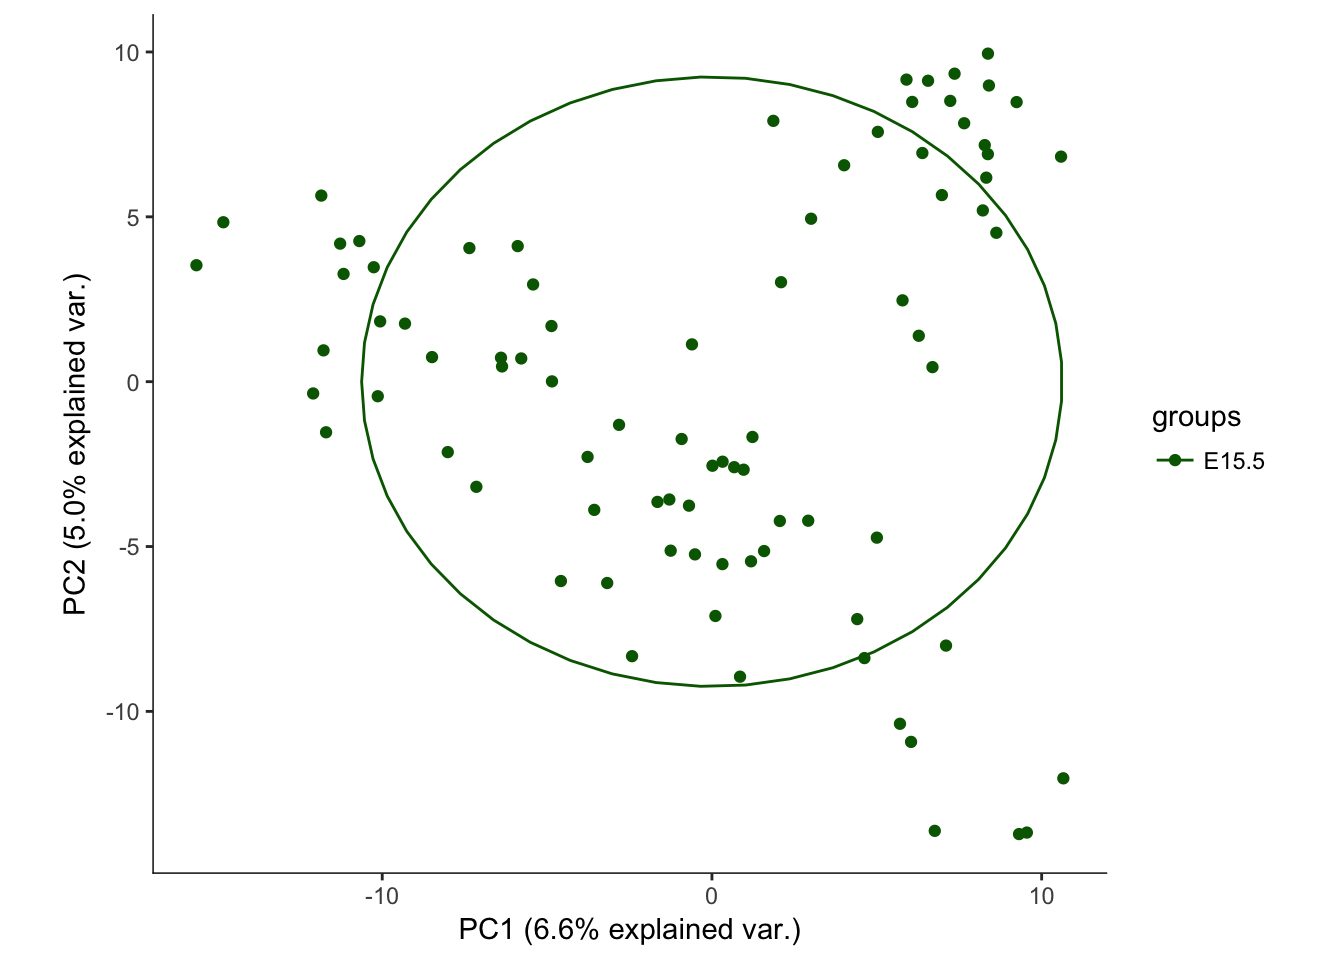 10
5
0
-5
-10
PC2 (5.0% explained var.)
-10
0
10
PC1 (6.6% explained var.)
groups
E15.5